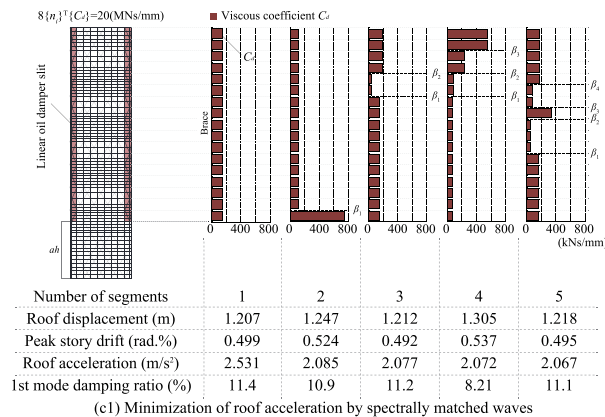 8{nᵢ}ᵀ{C_d}=20(MNs/mm)
Viscous coefficient C_d
Linear oil damper slit
ah
Brace
C_d
β₁
β₂
β₁
β₃
β₂
β₁
β₄
β₃
β₂
β₁
0 400 800 0 400 800 0 400 800 0 400 800 0 400 800
(kNs/mm)
Number of segments 1 2 3 4 5
Roof displacement (m) 1.207 1.247 1.212 1.305 1.218
Peak story drift (rad.%) 0.499 0.524 0.492 0.537 0.495
Roof acceleration (m/s²) 2.531 2.085 2.077 2.072 2.067
1st mode damping ratio (%) 11.4 10.9 11.2 8.21 11.1
(c1) Minimization of roof acceleration by spectrally matched waves